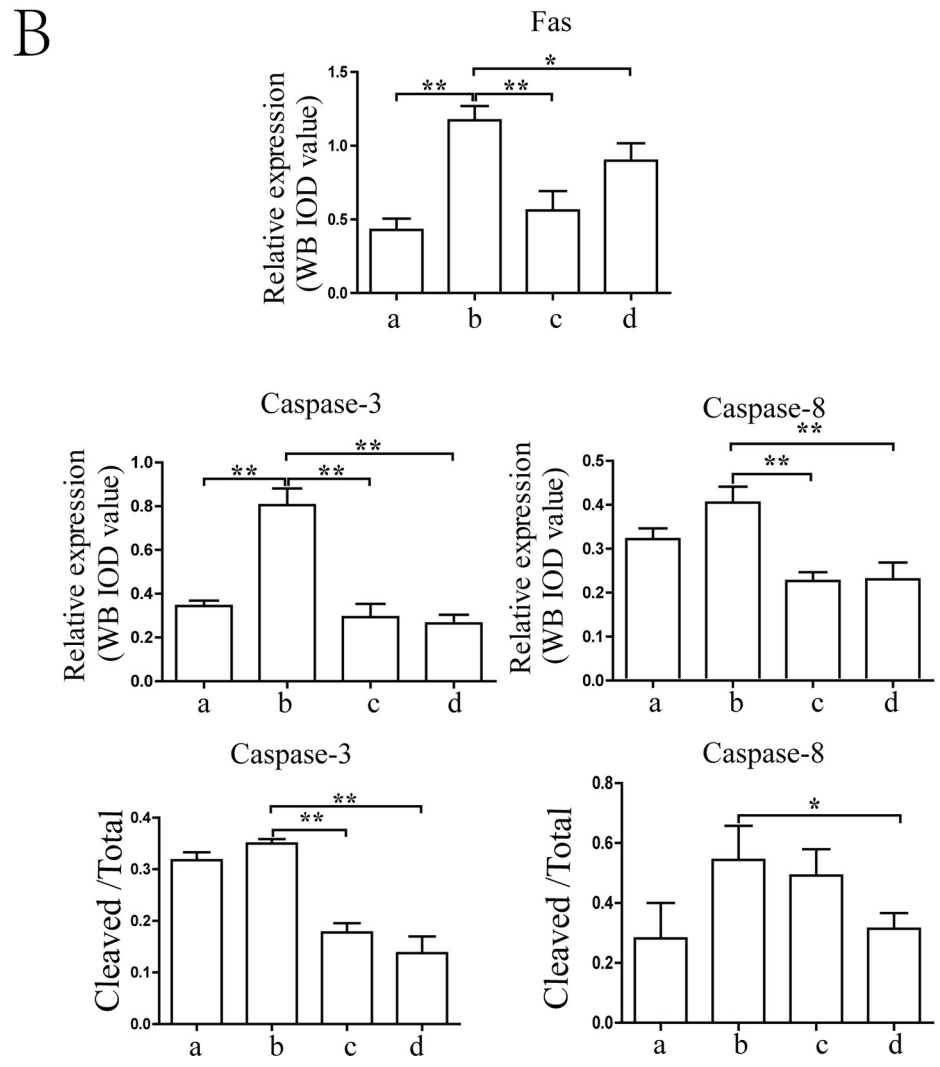 B
Fas
Relative expression
(WB IOD value)
1.5
1.0
0.5
0.0
**
**
*
a b c d
Caspase-3
Relative expression
(WB IOD value)
1.0
0.8
0.6
0.4
0.2
0.0
**
**
**
a b c d
Caspase-8
Relative expression
(WB IOD value)
0.5
0.4
0.3
0.2
0.1
0.0
**
**
a b c d
Caspase-3
Cleaved /Total
0.4
0.3
0.2
0.1
0.0
**
**
a b c d
Caspase-8
Cleaved /Total
0.8
0.6
0.4
0.2
0.0
*
a b c d